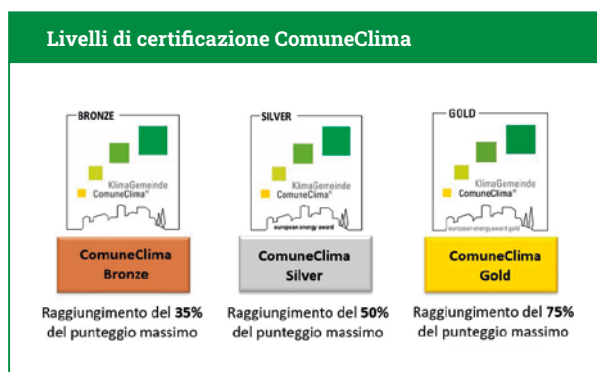 Livelli di certificazione ComuneClima
BRONZE
KlimaGemeinde
ComuneClima®
SILVER
KlimaGemeinde
ComuneClima®
european energy award
GOLD
KlimaGemeinde
ComuneClima®
european energy award gold
ComuneClima
Bronze
ComuneClima
Silver
ComuneClima
Gold
Raggiungimento del 35%
del punteggio massimo
Raggiungimento del 50%
del punteggio massimo
Raggiungimento del 75%
del punteggio massimo